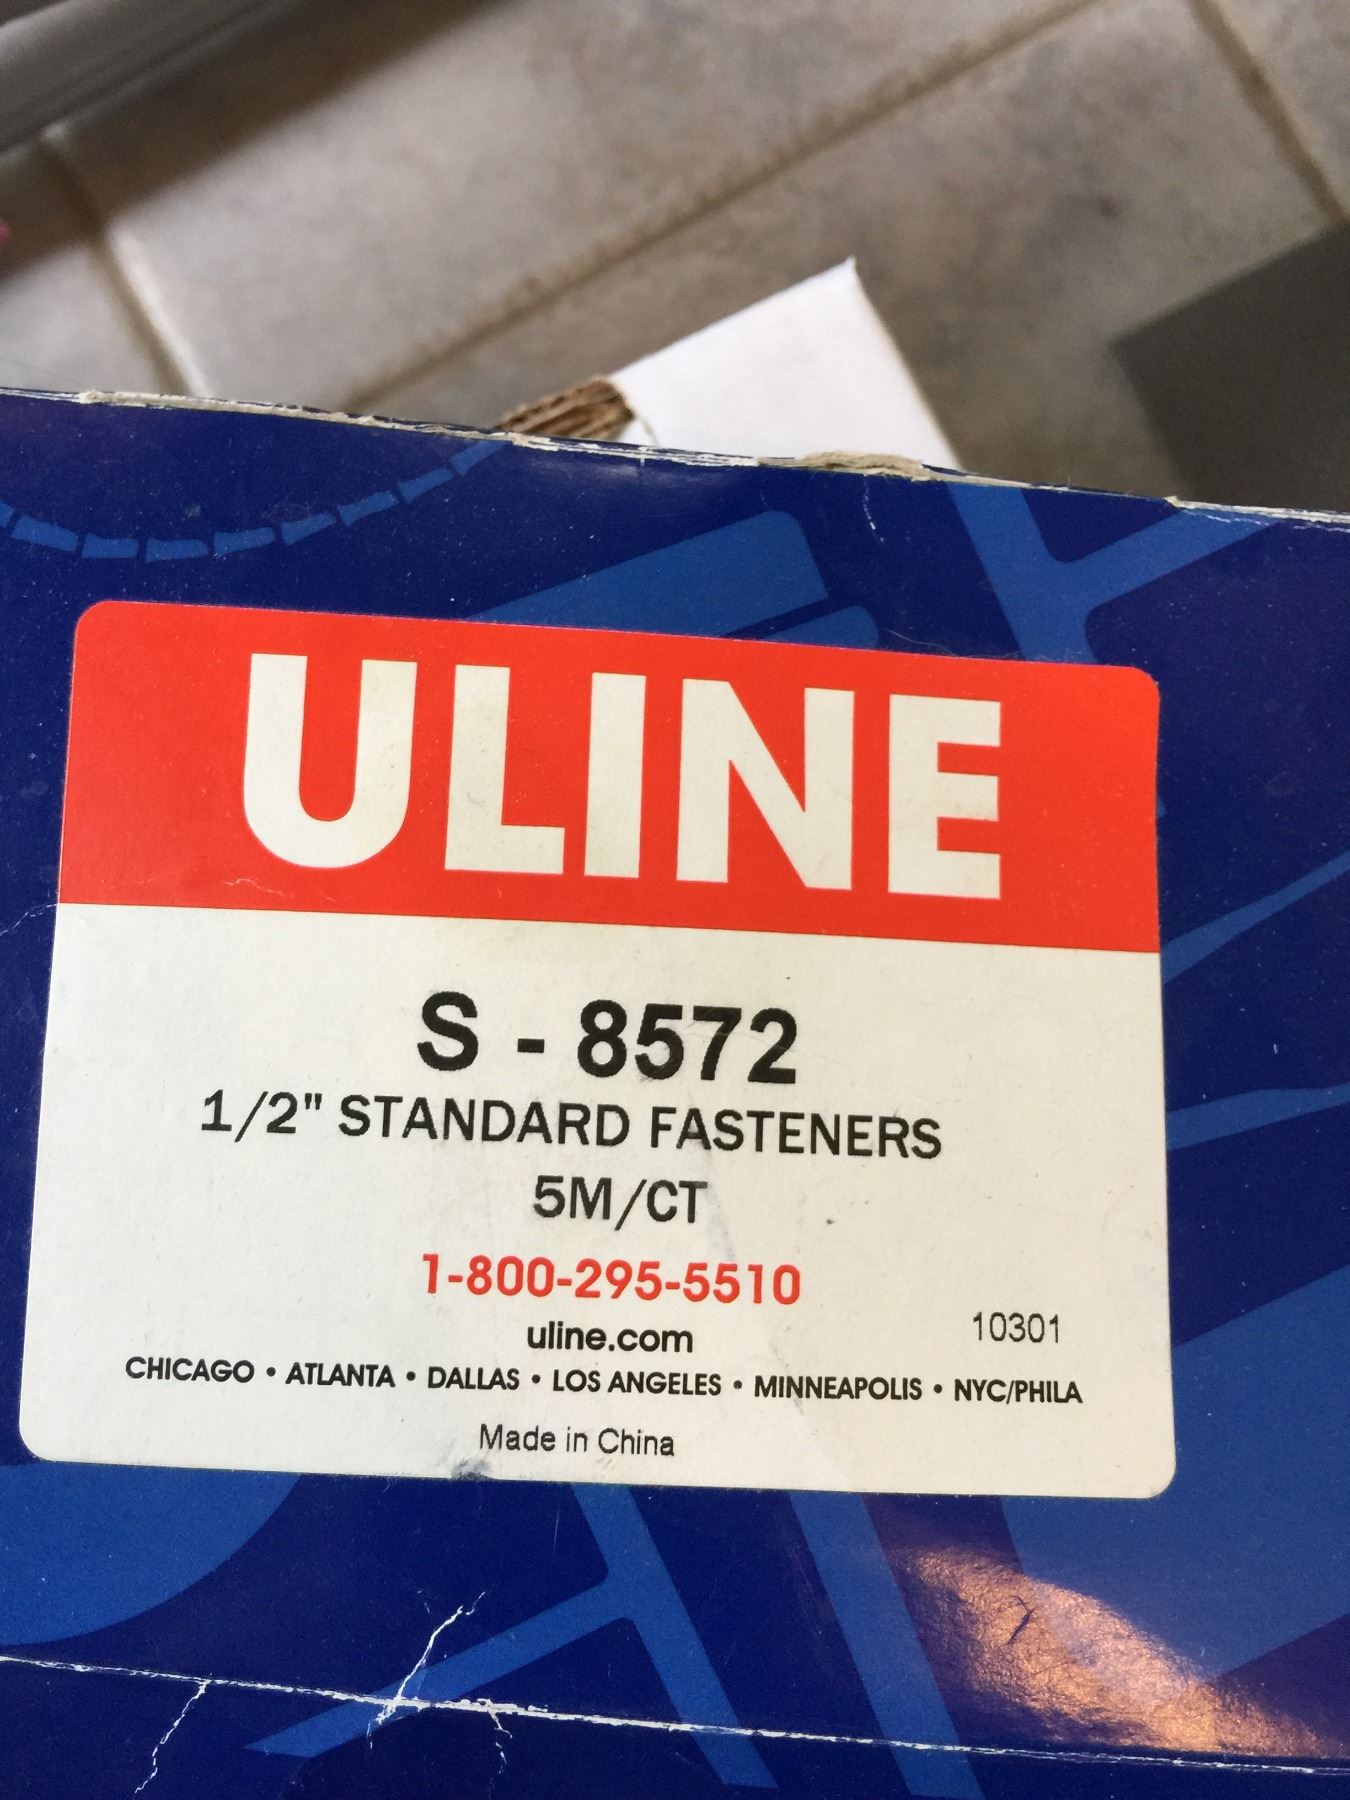 ULINE
S - 8572
1/2" STANDARD FASTENERS
5M/CT
1-800-295-5510
uline.com
10301
CHICAGO • ATLANTA • DALLAS • LOS ANGELES • MINNEAPOLIS • NYC/PHILA
Made in China